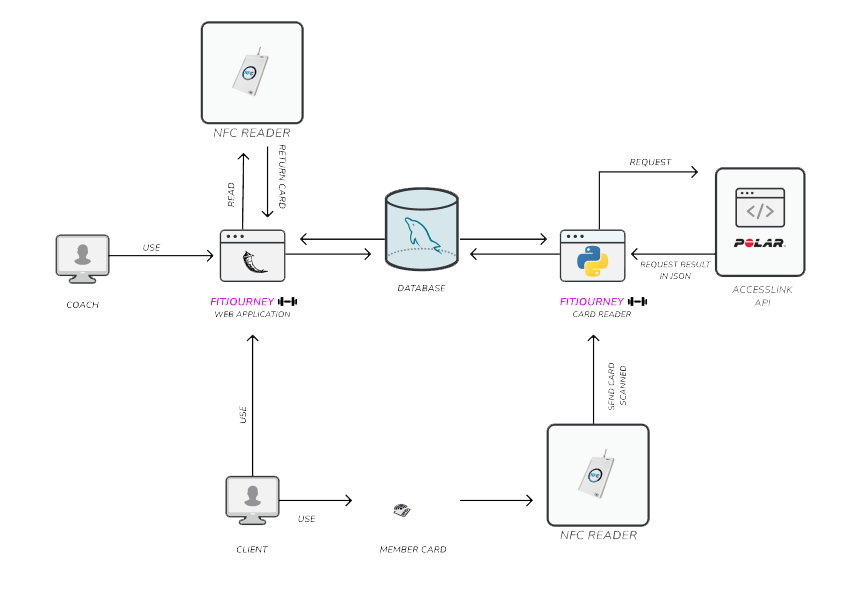 NFC READER
READ
RETURN CARD
REQUEST
USE
POLAR
REQUEST RESULT
IN JSON
DATABASE
ACCESSLINK
API
COACH
FITJOURNEY
WEB APPLICATION
FITJOURNEY
CARD READER
SEND CARD
SCANNED
USE
USE
CLIENT
MEMBER CARD
NFC READER